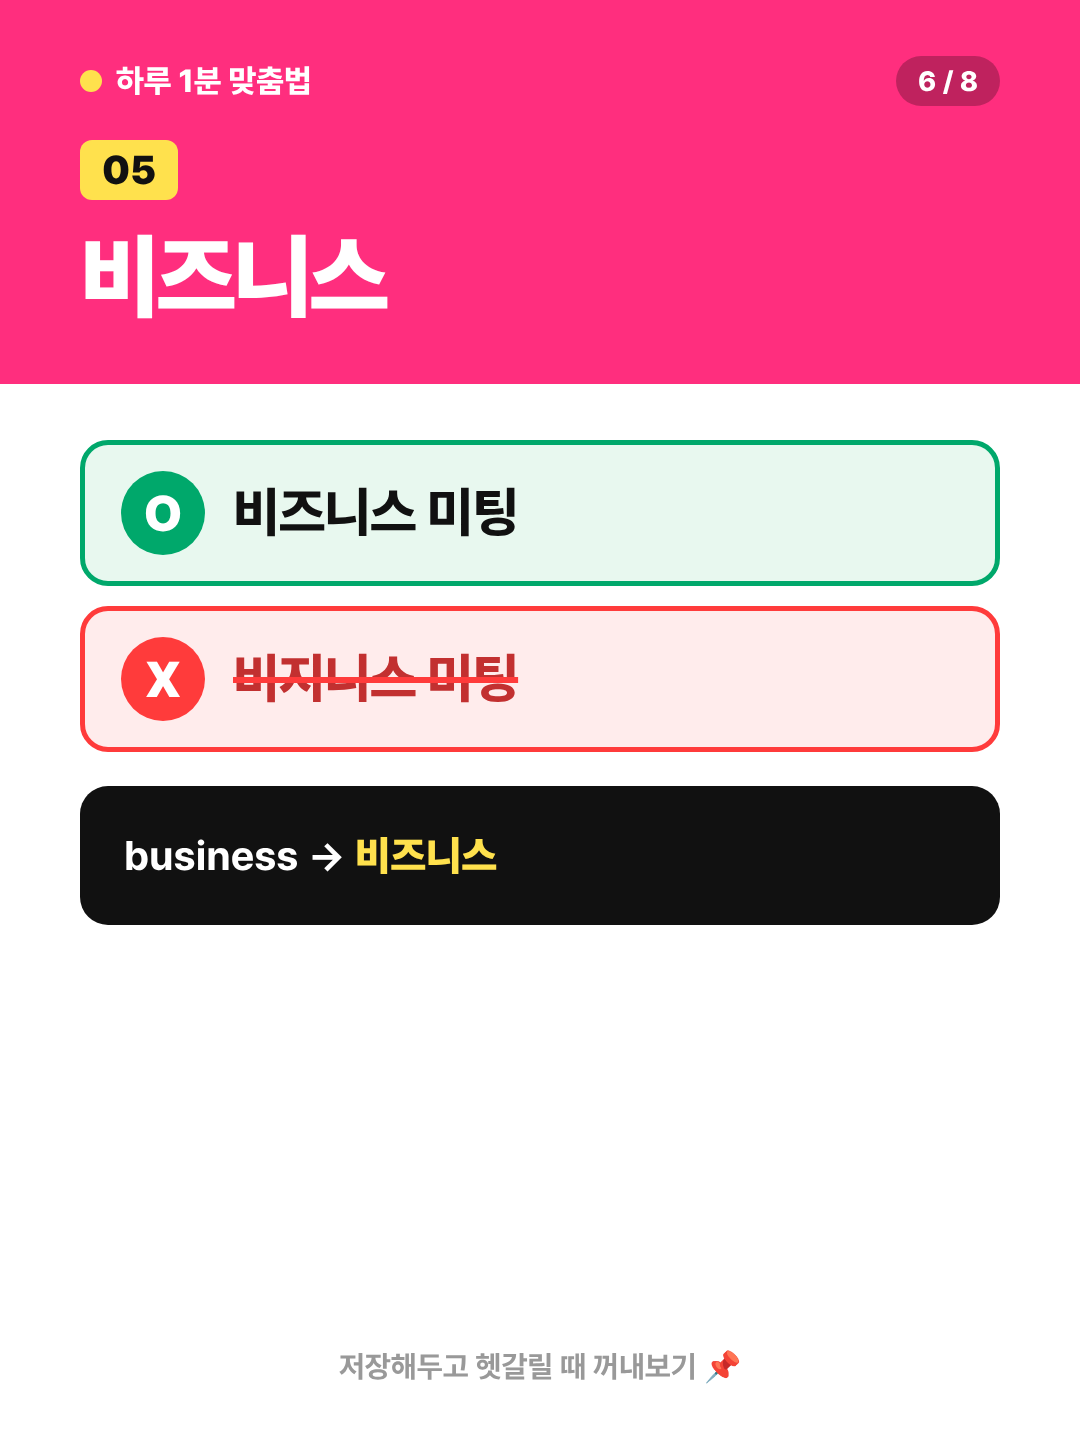 하루 1분 맞춤법
6 / 8
05
비즈니스
O 비즈니스 미팅
X 비지니스 미팅
business → 비즈니스
저장해두고 헷갈릴 때 꺼내보기 📌